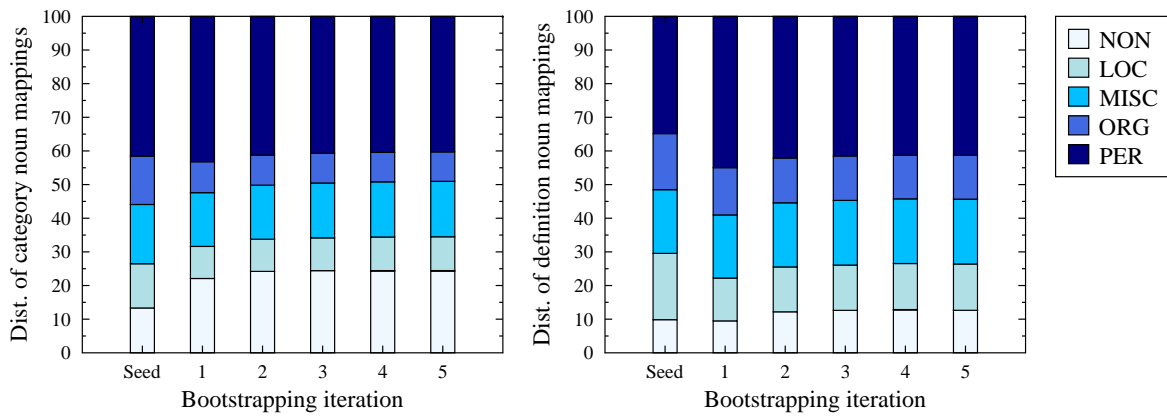 Dist. of category noun mappings
100
90
80
70
60
50
40
30
20
10
0
Seed 1 2 3 4 5
Bootstrapping iteration
Dist. of definition noun mappings
100
90
80
70
60
50
40
30
20
10
0
Seed 1 2 3 4 5
Bootstrapping iteration
NON
LOC
MISC
ORG
PER